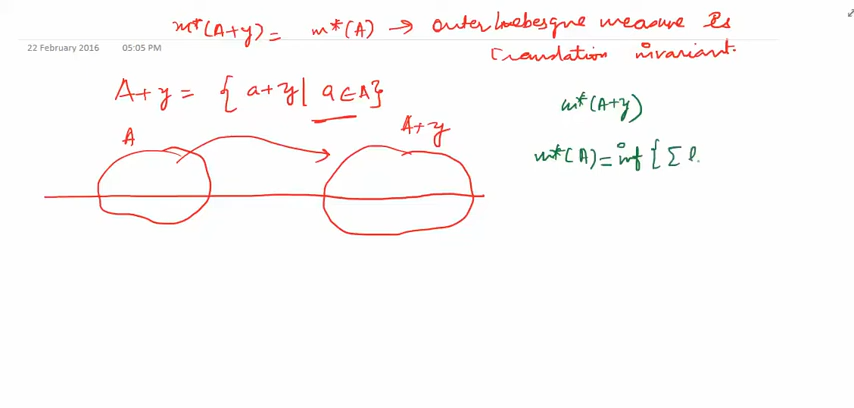 m*(A+y) = m*(A) → outer Lebesgue measure is
translation invariant.
22 February 2016 05:05 PM
A+y = { a+y | a ∈ A }
m*(A+y)
A
A+y
m*(A) = inf { Σ l